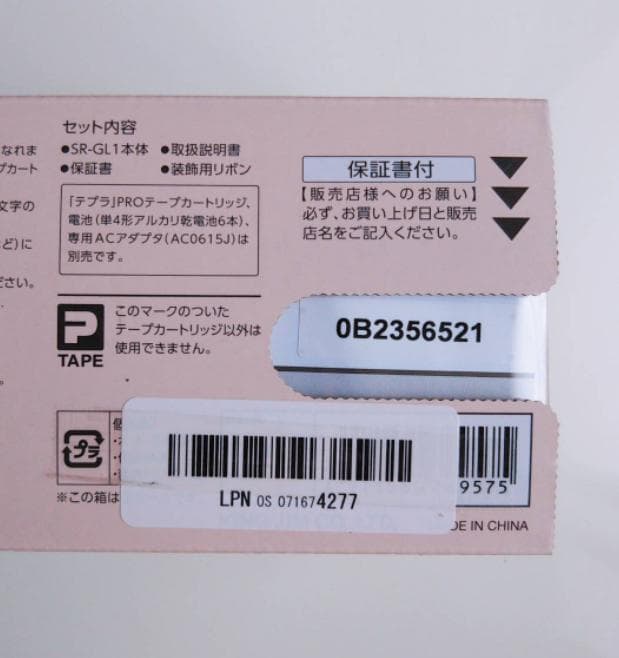 セット内容
●SR-GL1本体 ●取扱説明書
●保証書 ●装飾用リボン
「テプラ」PROテープカートリッジ、
電池(単4形アルカリ乾電池6本)、
専用ACアダプタ(AC0615J)は
別売です。
なれま
プカート
文字の
ど)に
ださい。
保証書付
【販売店様へのお願い】
必ず、お買い上げ日と販売
店名をご記入ください。
P
TAPE
このマークのついた
テープカートリッジ以外は
使用できません。
0B2356521
プラ
個
※この箱は
LPN OS 071674277
9575
DE IN CHINA